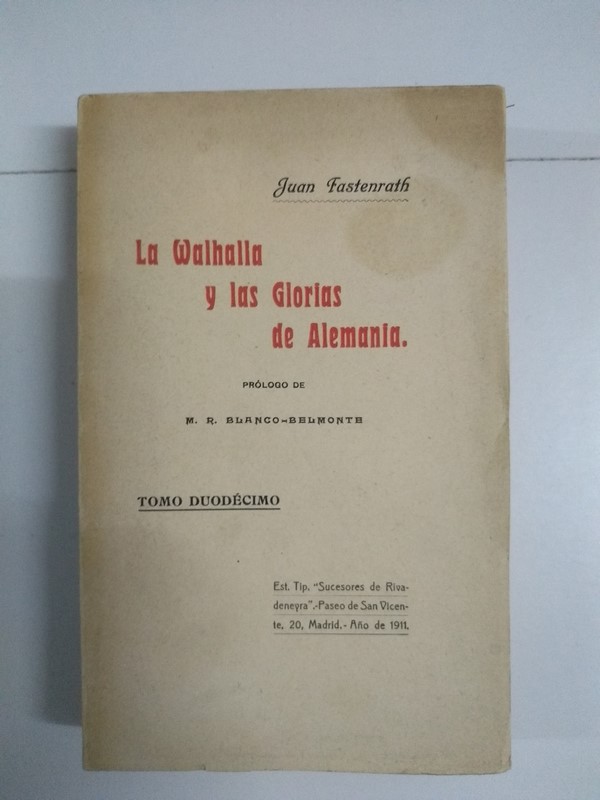 Juan Fastenrath
La Walhalla
y las Glorias
de Alemania.
PRÓLOGO DE
M. R. BLANCO-BELMONTE
TOMO DUODÉCIMO
Est. Tip. "Sucesores de Riva-
deneyra".-Paseo de San Vicen-
te, 20, Madrid.- Año de 1911.